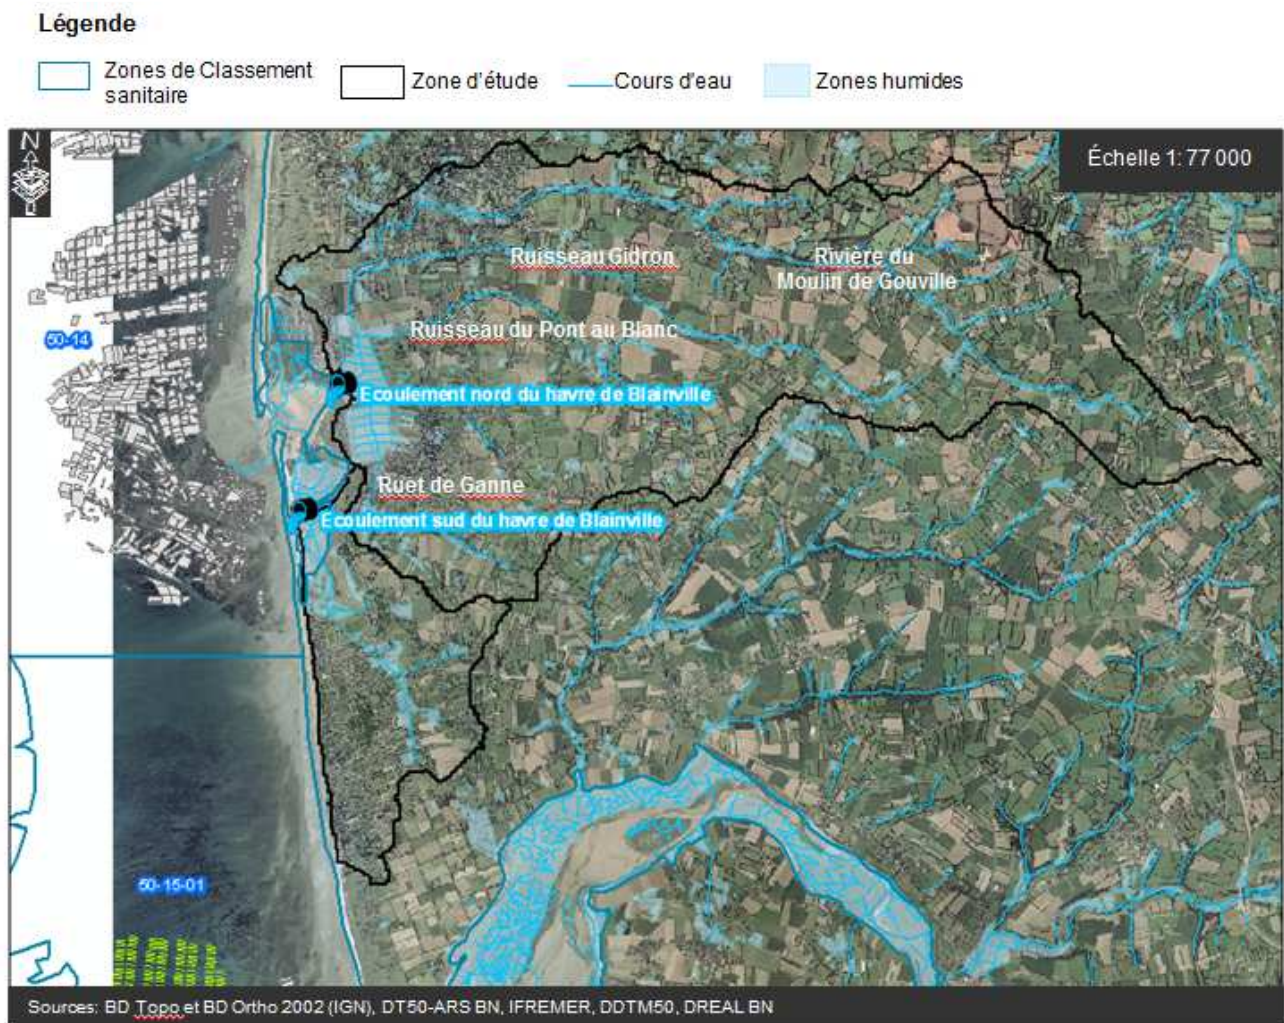 Légende
Zones de Classement
sanitaire
Zone d'étude
Cours d'eau
Zones humides
N
Échelle 1: 77 000
Ruisseau Gidron
Rivière du
Moulin de Gouville
Ruisseau du Pont au Blanc
50-14
Ecoulement nord du havre de Blainville
Ruet de Ganne
Ecoulement sud du havre de Blainville
50-15-01
Sources: BD Topo et BD Ortho 2002 (IGN), DT50-ARS BN, IFREMER, DDTM50, DREAL BN